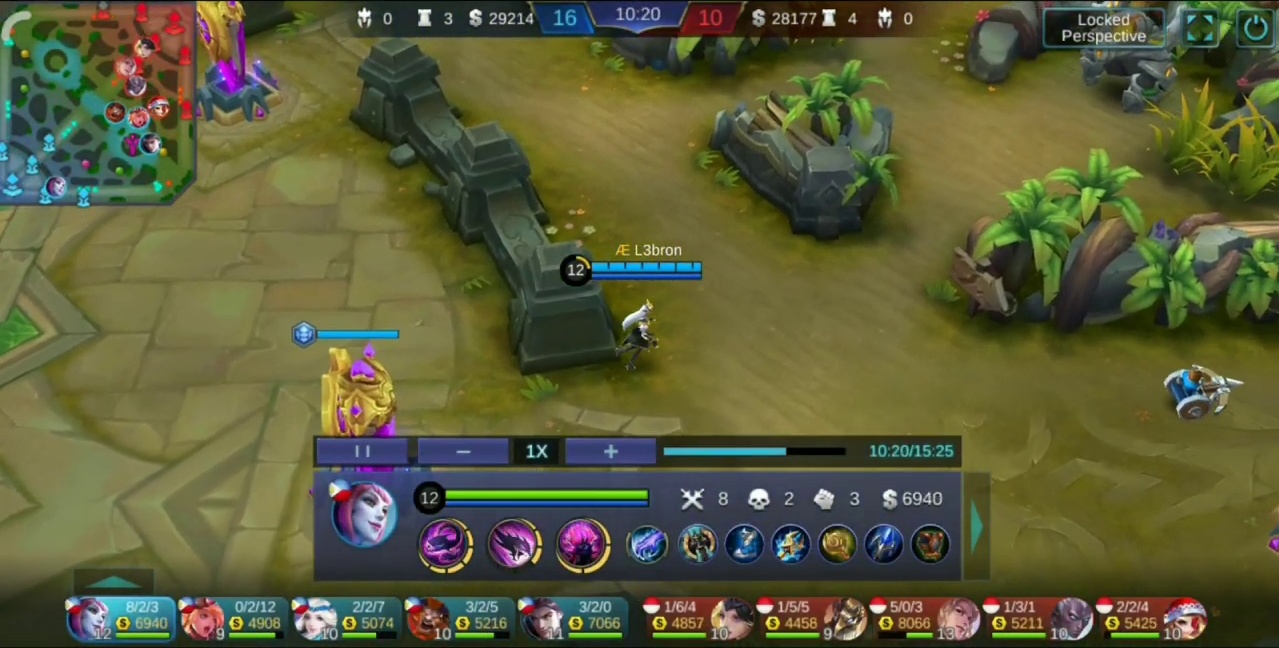 0 3 $ 29214 16 10:20 10 $ 28177 4 0
Locked
Perspective
Æ L3bron
12
1X
10:20/15:25
12 8 2 3 $ 6940
8/2/3 0/2/12 2/2/7 3/2/5 3/2/0 1/6/4 1/5/5 5/0/3 1/3/1 2/2/4
6940 4908 5074 5216 7066 4857 4458 8066 5211 5425
12 9 10 10 11 10 9 13 10 10